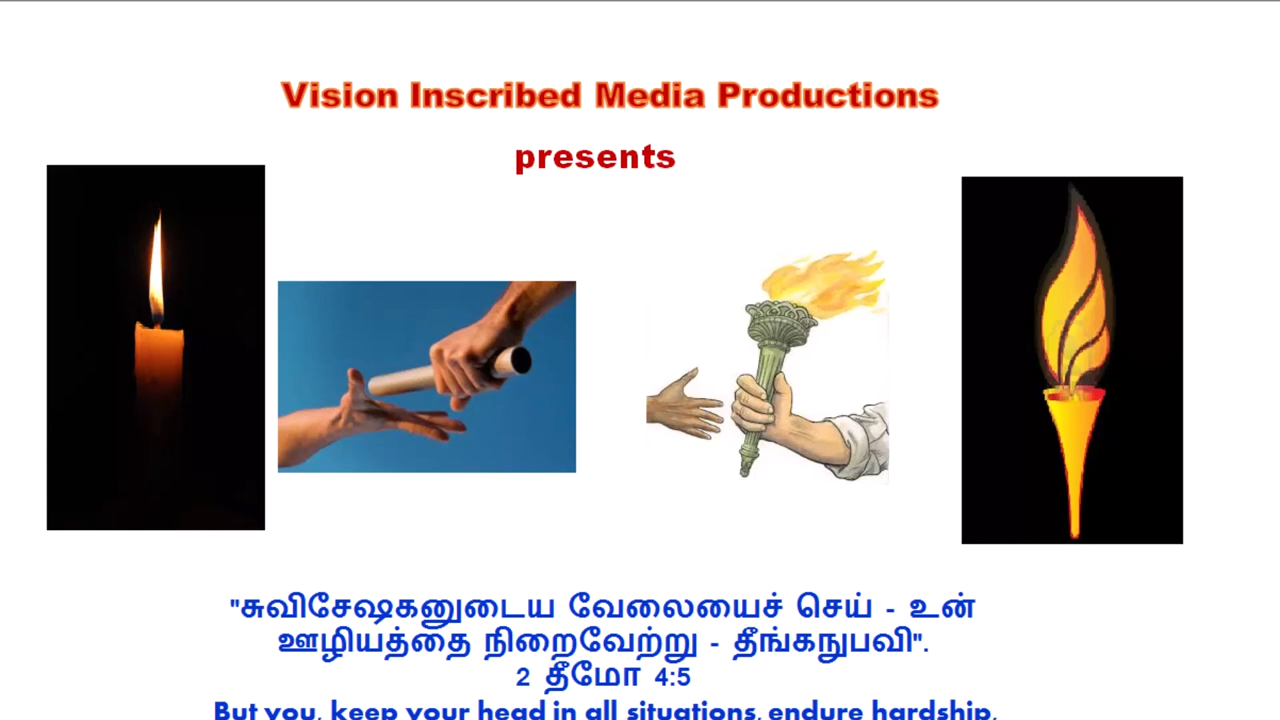 Vision Inscribed Media Productions
presents
"சுவிசேஷகனுடைய வேலையைச் செய் - உன்
ஊழியத்தை நிறைவேற்று - தீங்கநுபவி".
2 தீமோ 4:5
But you, keep your head in all situations, endure hardship,